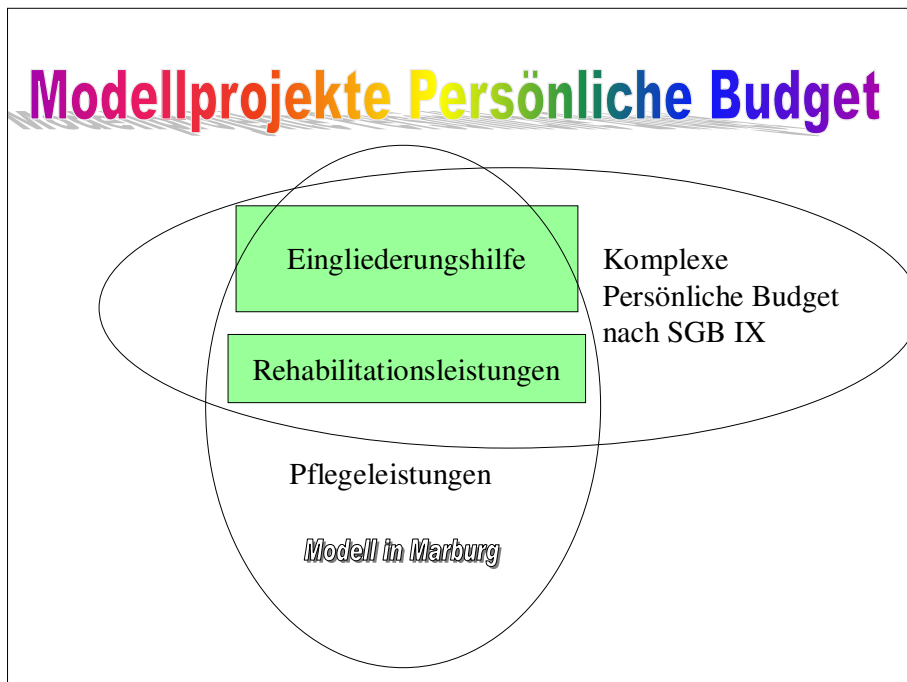 Modellprojekte Persönliche Budget
Eingliederungshilfe
Komplexe
Persönliche Budget
nach SGB IX
Rehabilitationsleistungen
Pflegeleistungen
Modell in Marburg